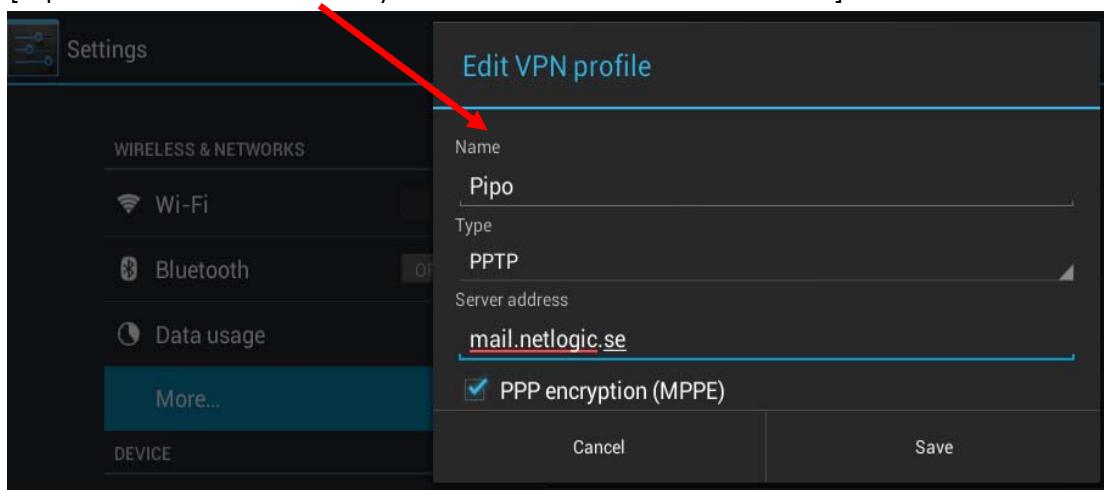 Settings
WIRELESS & NETWORKS
Wi-Fi
Bluetooth
Data usage
More...
DEVICE
Edit VPN profile
Name
Pipo
Type
PPTP
Server address
mail.netlogic.se
PPP encryption (MPPE)
Cancel
Save